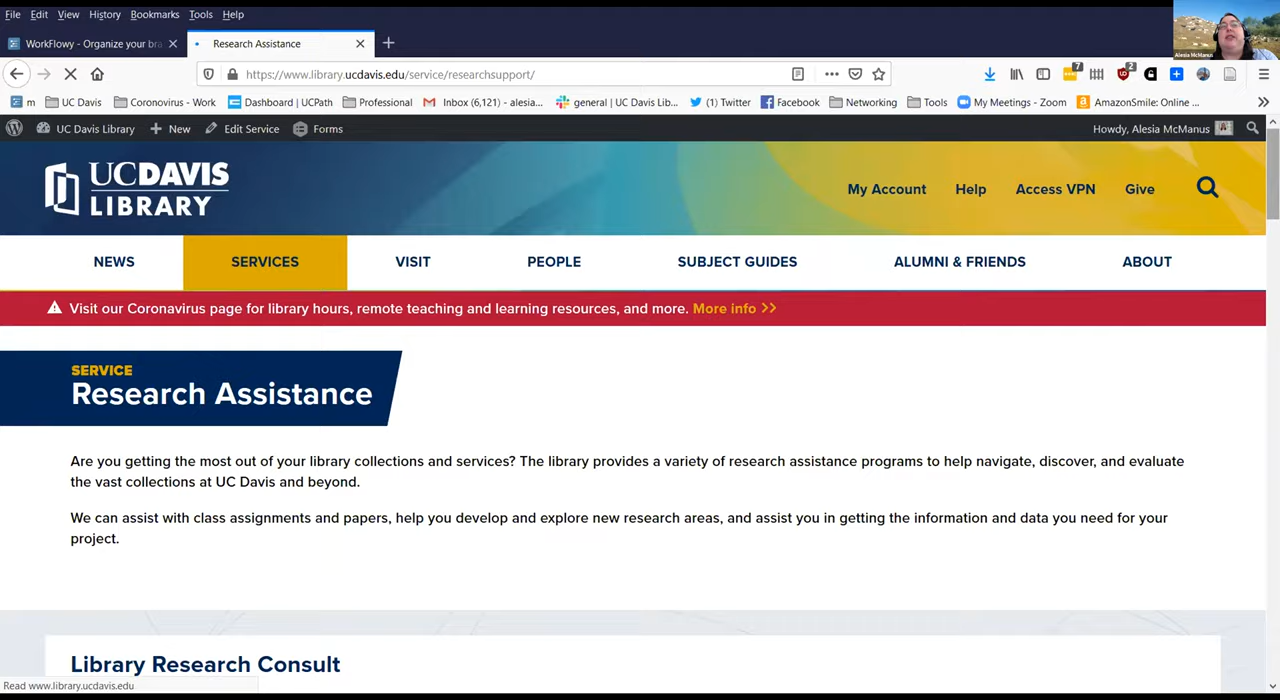 File Edit View History Bookmarks Tools Help
WorkFlowy - Organize your bra
Research Assistance
https://www.library.ucdavis.edu/service/researchsupport/
7
2
m UC Davis Coronavirus - Work Dashboard | UCPath Professional Inbox (6,121) - alesia... general | UC Davis Lib... (1) Twitter Facebook Networking Tools My Meetings - Zoom AmazonSmile: Online ...
UC Davis Library New Edit Service Forms Howdy, Alesia McManus
Alesia McManus
UCDAVIS
LIBRARY
My Account Help Access VPN Give
NEWS SERVICES VISIT PEOPLE SUBJECT GUIDES ALUMNI & FRIENDS ABOUT
Visit our Coronavirus page for library hours, remote teaching and learning resources, and more. More info >>
SERVICE
Research Assistance
Are you getting the most out of your library collections and services? The library provides a variety of research assistance programs to help navigate, discover, and evaluate
the vast collections at UC Davis and beyond.
We can assist with class assignments and papers, help you develop and explore new research areas, and assist you in getting the information and data you need for your
project.
Library Research Consult
Read www.library.ucdavis.edu